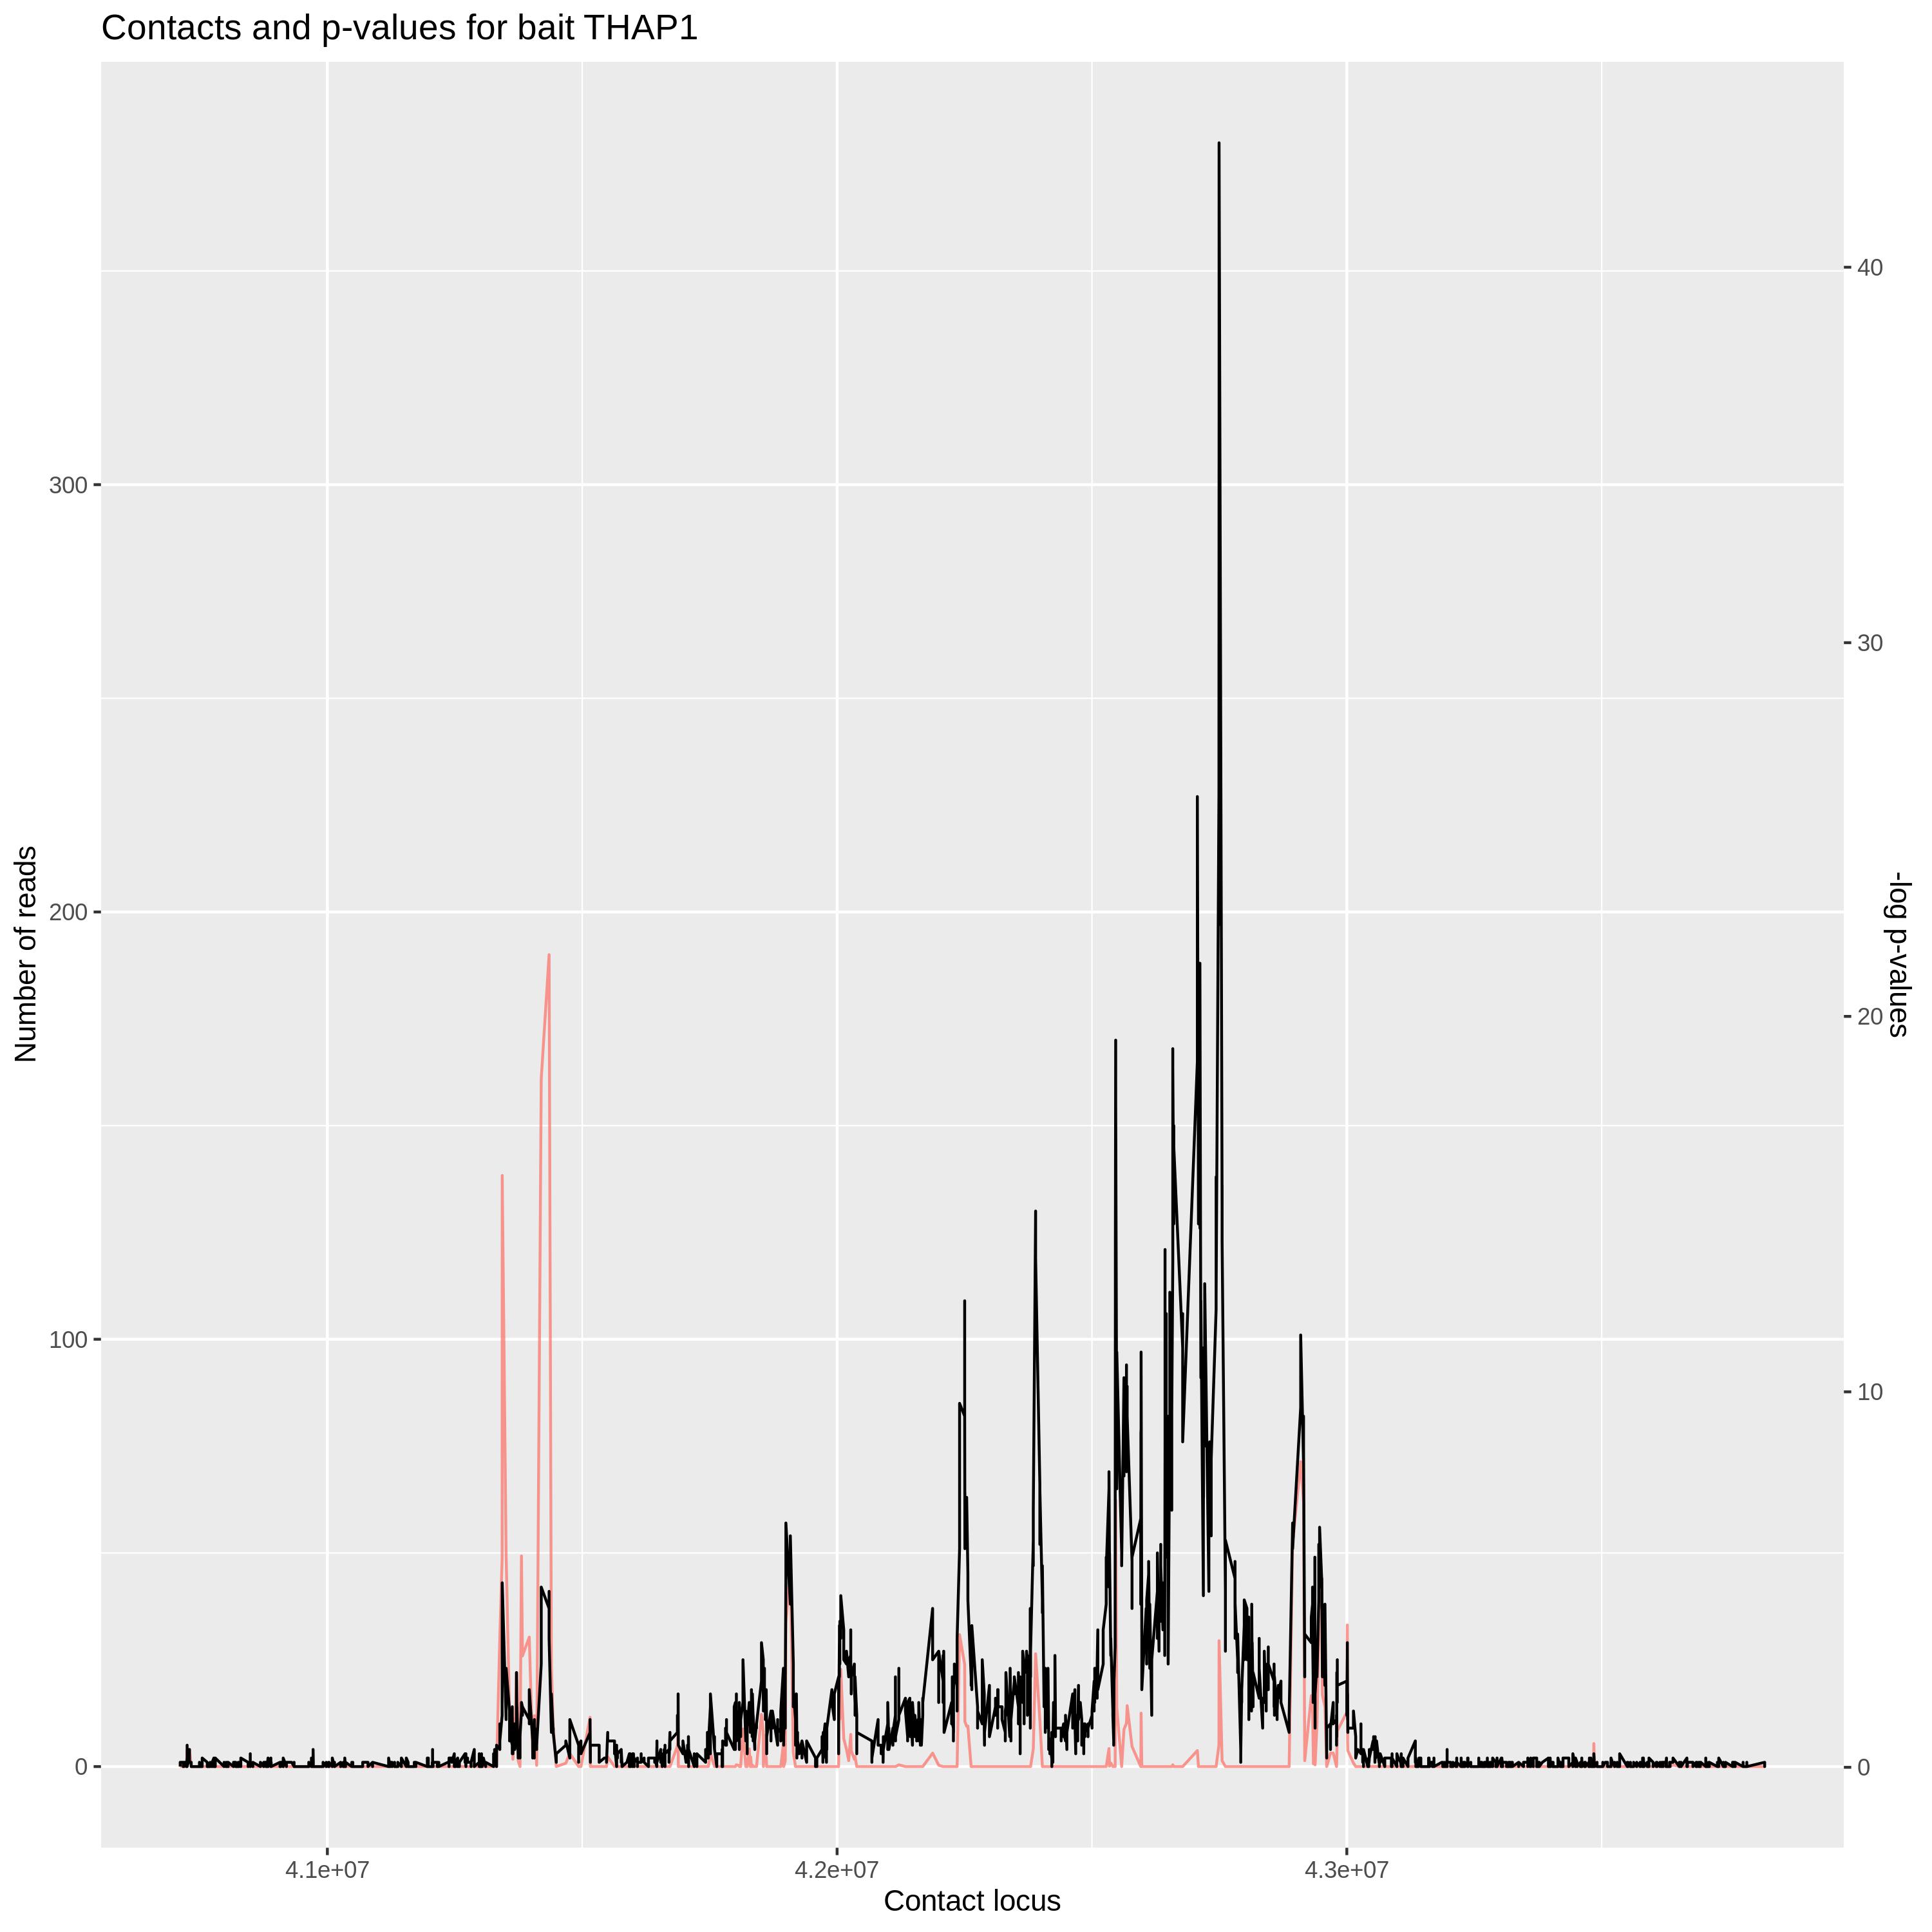 Contacts and p-values for bait THAP1
Number of reads
300
200
100
0
40
30
20
10
0
-log p-values
4.1e+07
4.2e+07
4.3e+07
Contact locus